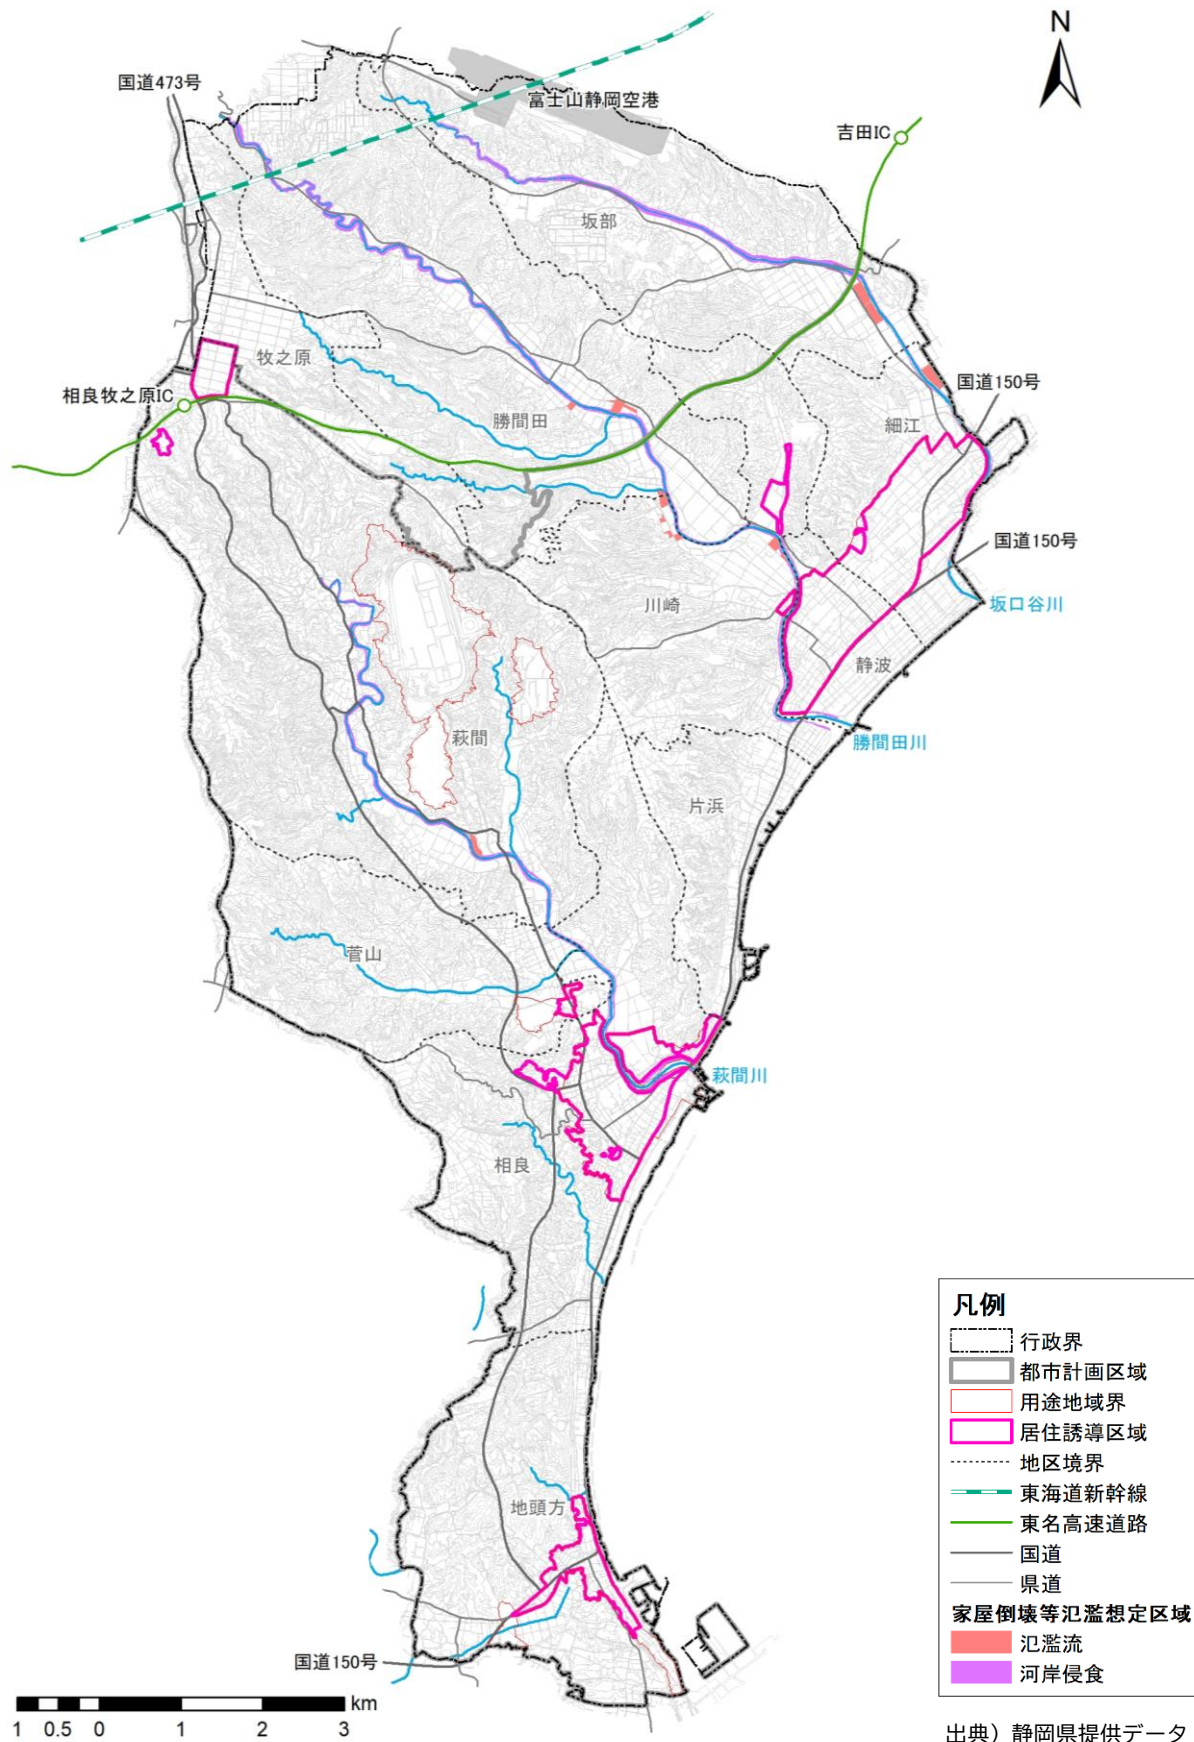 N
国道473号
富士山静岡空港
吉田IC
坂部
牧之原
国道150号
相良牧之原IC
勝間田
細江
国道150号
川崎
坂口谷川
静波
萩間
勝間田川
片浜
菅山
萩間川
相良
地頭方
国道150号
km
1 0.5 0 1 2 3
凡例
行政界
都市計画区域
用途地域界
居住誘導区域
地区境界
東海道新幹線
東名高速道路
国道
県道
家屋倒壊等氾濫想定区域
氾濫流
河岸侵食
出典）静岡県提供データ